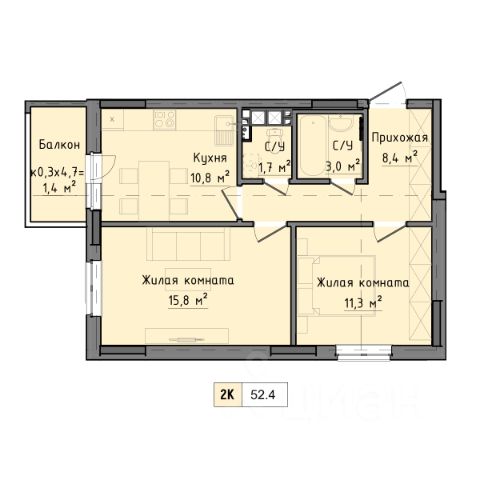 Балкон
к0,3х4,7=
1,4 м²
Кухня
10,8 м²
С/У
1,7 м²
С/У
3,0 м²
Прихожая
8,4 м²
Жилая комната
15,8 м²
Жилая комната
11,3 м²
2К 52.4
циан